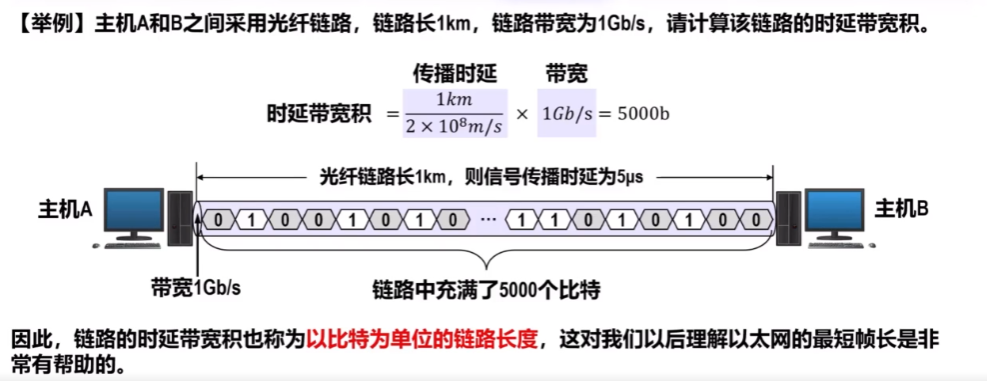 【举例】主机A和B之间采用光纤链路，链路长1km，链路带宽为1Gb/s，请计算该链路的时延带宽积。
传播时延 带宽
时延带宽积 = 1km / 2 × 10⁸m/s × 1Gb/s = 5000b
光纤链路长1km，则信号传播时延为5μs
主机A 0 1 0 0 1 0 1 0 ··· 1 1 0 1 0 1 0 0 主机B
带宽1Gb/s 链路中充满了5000个比特
因此，链路的时延带宽积也称为以比特为单位的链路长度，这对我们以后理解以太网的最短帧长是非
常有帮助的。